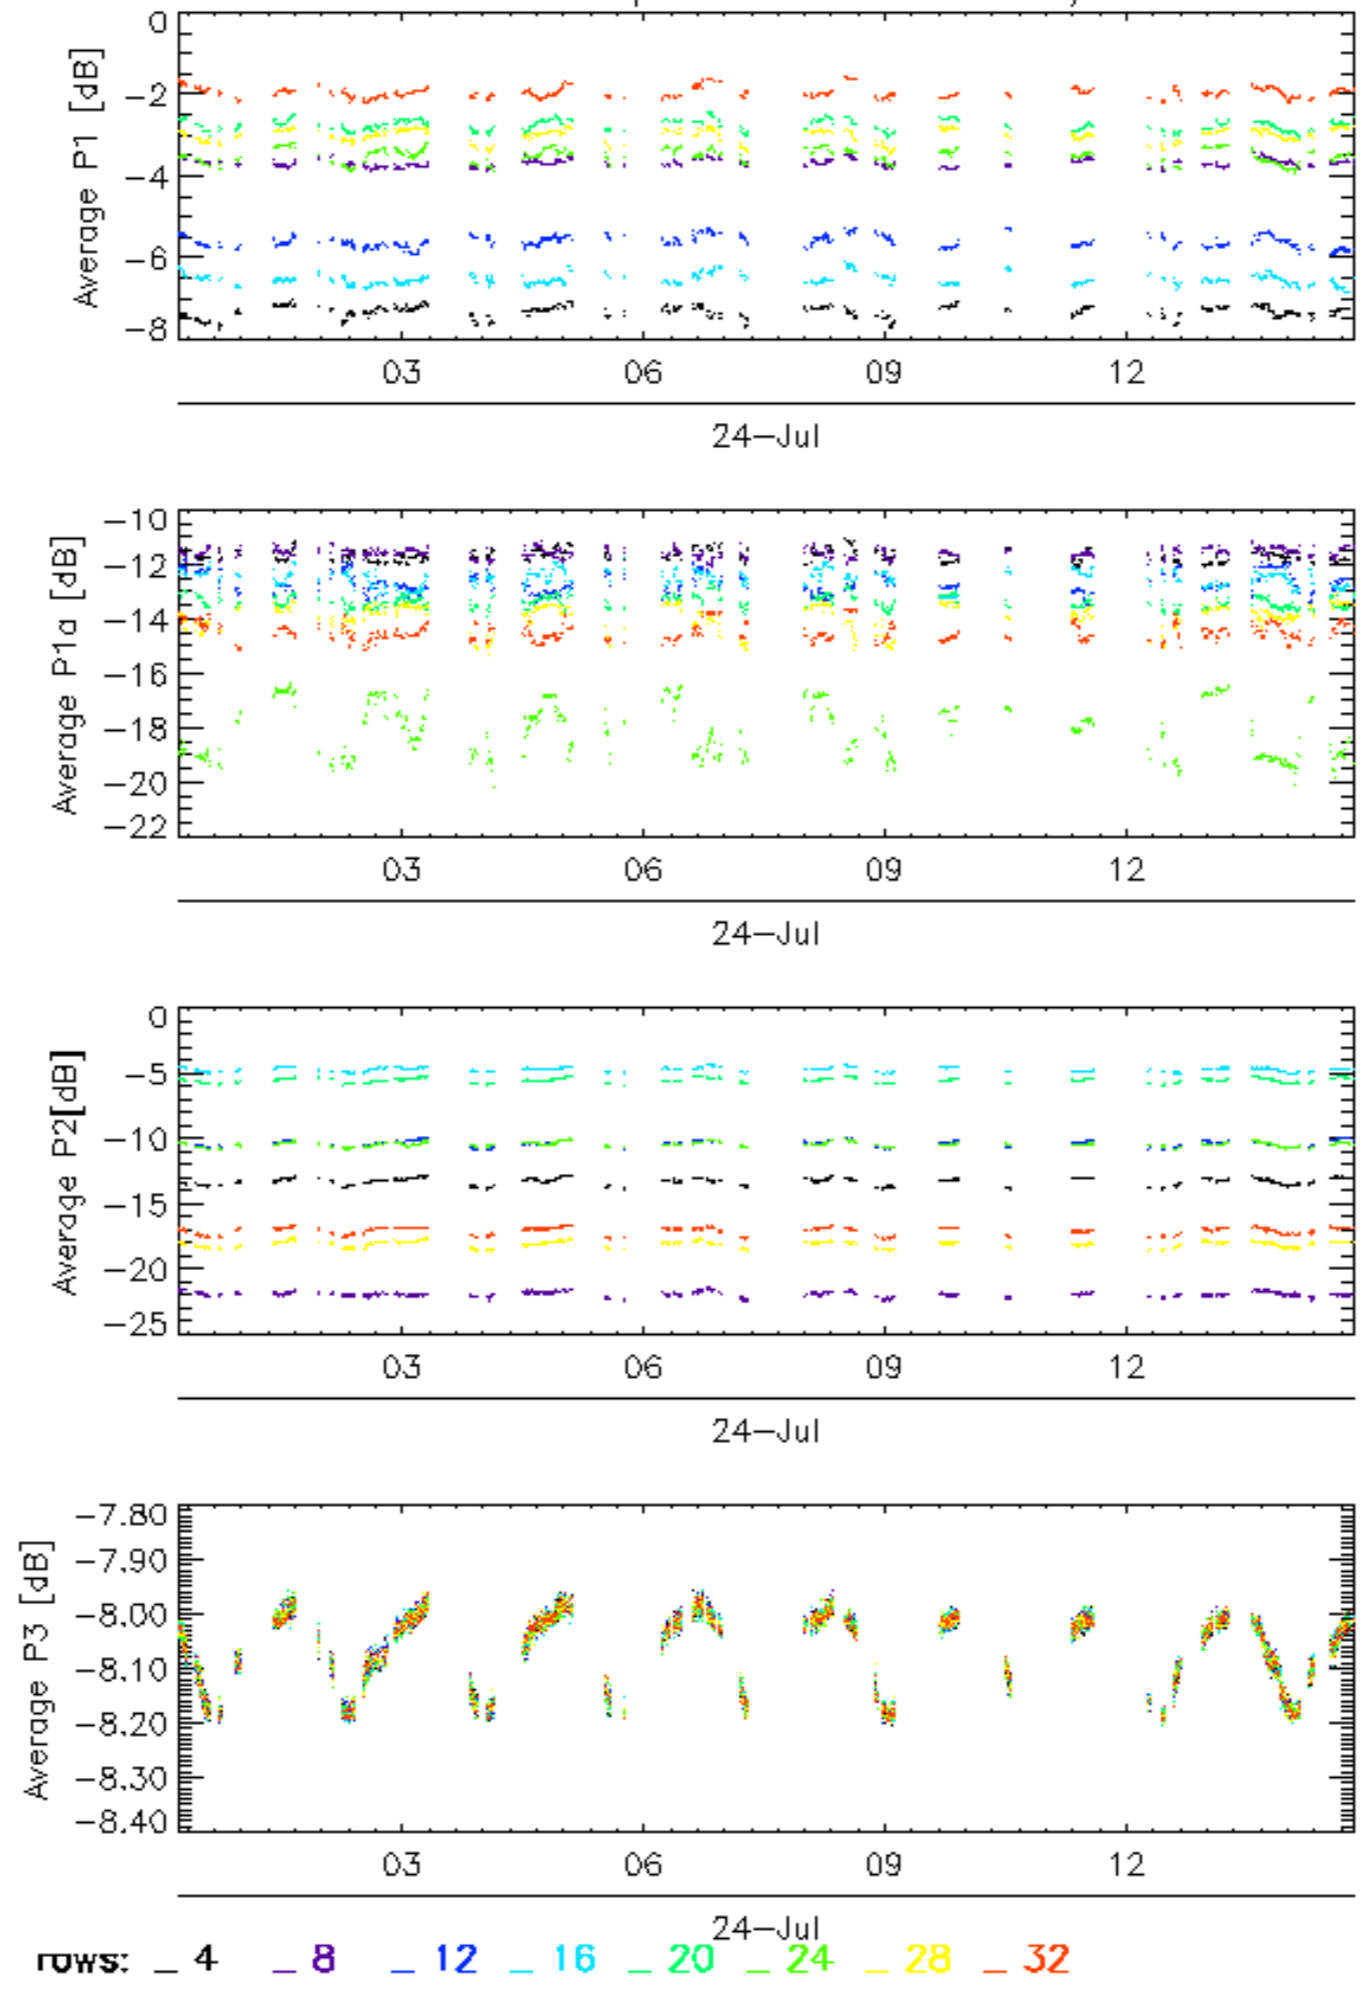 Average P1 [dB]
0
−2
−4
−6
−8
03 06 09 12
24−Jul
Average P1a [dB]
−10
−12
−14
−16
−18
−20
−22
03 06 09 12
24−Jul
Average P2[dB]
0
−5
−10
−15
−20
−25
03 06 09 12
24−Jul
Average P3 [dB]
−7.80
−7.90
−8.00
−8.10
−8.20
−8.30
−8.40
03 06 09 12
24−Jul
rows: _ 4 _ 8 _ 12 _ 16 _ 20 _ 24 _ 28 _ 32